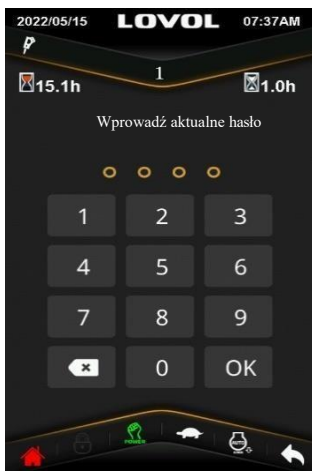 2022/05/15 LOVOL 07:37AM
1
15.1h 1.0h
Wprowadź aktualne hasło
1 2 3
4 5 6
7 8 9
0 OK
POWER AUTO